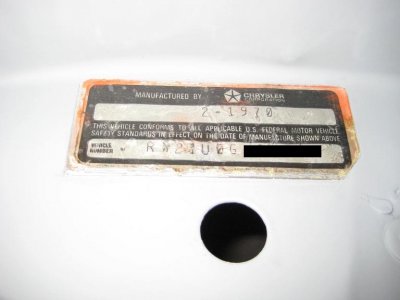 MANUFACTURED BY CHRYSLER CORPORATION
2-1970
THIS VEHICLE CONFORMS TO ALL APPLICABLE U.S. FEDERAL MOTOR VEHICLE
SAFETY STANDARDS IN EFFECT ON THE DATE OF MANUFACTURE SHOWN ABOVE
VEHICLE
NUMBER